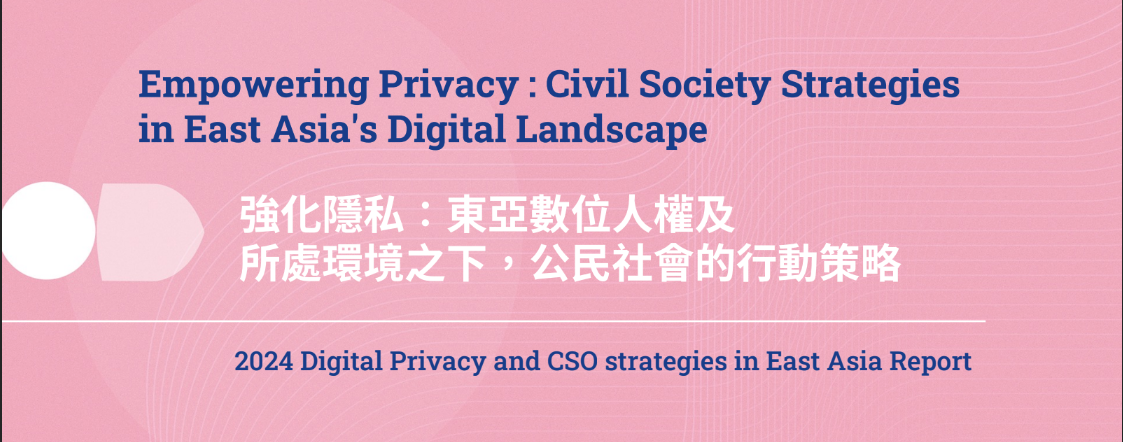 Empowering Privacy : Civil Society Strategies
in East Asia's Digital Landscape
強化隱私：東亞數位人權及
所處環境之下，公民社會的行動策略
2024 Digital Privacy and CSO strategies in East Asia Report